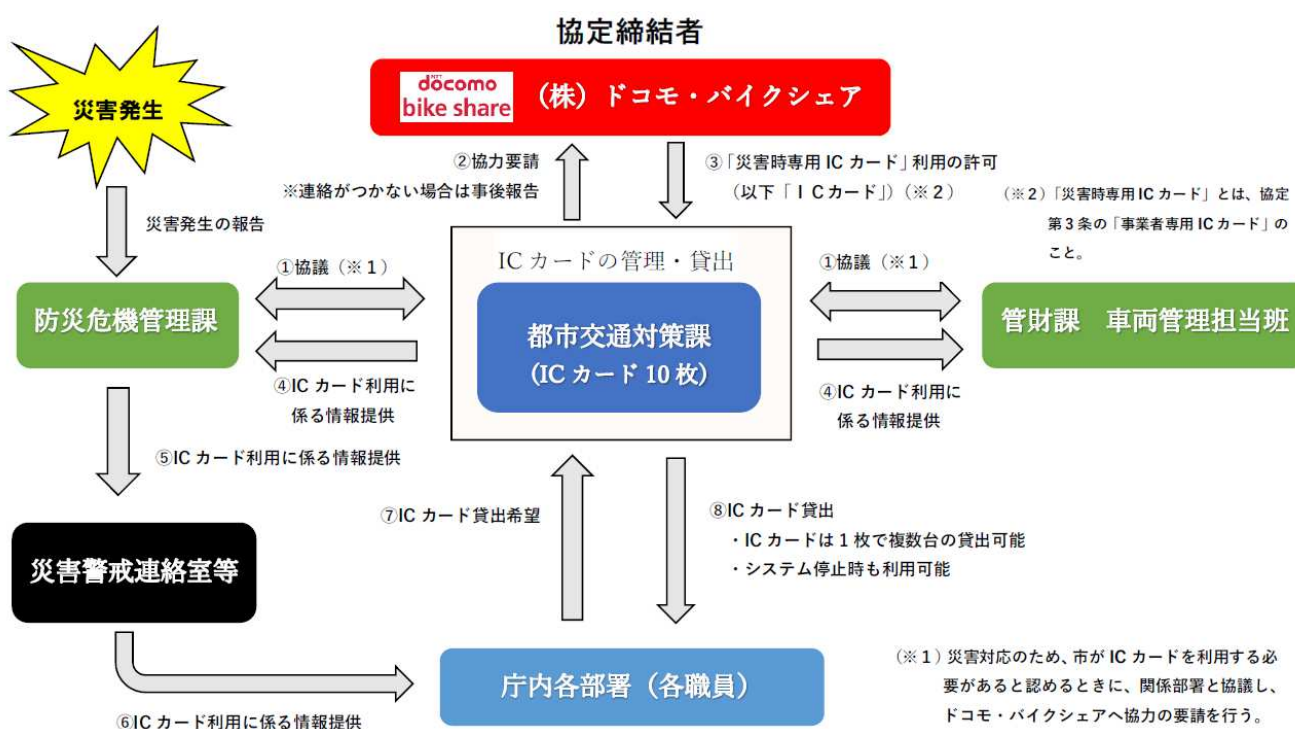 協定締結者
災害発生
NTT
döcomo
bike share
(株)ドコモ・バイクシェア
②協力要請
※連絡がつかない場合は事後報告
③「災害時専用 IC カード」利用の許可
(以下「ICカード」)(※2)
(※2)「災害時専用 IC カード」とは、協定
第3条の「事業者専用 IC カード」の
こと。
災害発生の報告
①協議(※1)
IC カードの管理・貸出
①協議(※1)
防災危機管理課
都市交通対策課
(IC カード 10 枚)
管財課 車両管理担当班
④IC カード利用に
係る情報提供
④IC カード利用に
係る情報提供
⑤IC カード利用に係る情報提供
⑦IC カード貸出希望
⑧IC カード貸出
・IC カードは1枚で複数台の貸出可能
・システム停止時も利用可能
災害警戒連絡室等
庁内各部署(各職員)
⑥IC カード利用に係る情報提供
(※1)災害対応のため、市が IC カードを利用する必
要があると認めるときに、関係部署と協議し、
ドコモ・バイクシェアへ協力の要請を行う。